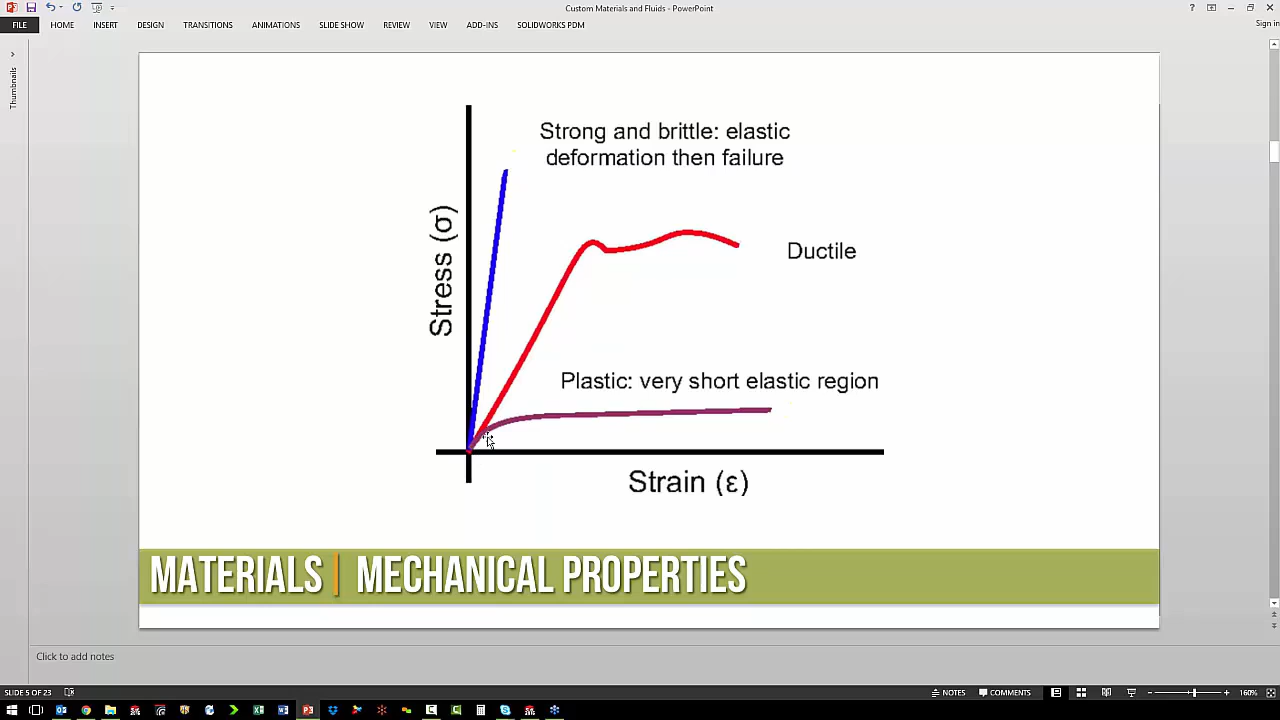 Custom Materials and Fluids - PowerPoint
Sign in
FILE HOME INSERT DESIGN TRANSITIONS ANIMATIONS SLIDE SHOW REVIEW VIEW ADD-INS SOLIDWORKS PDM
Thumbnails
Strong and brittle: elastic
deformation then failure
Stress (σ)
Ductile
Plastic: very short elastic region
Strain (ε)
MATERIALS | MECHANICAL PROPERTIES
Click to add notes
SLIDE 5 OF 23 NOTES COMMENTS 160%